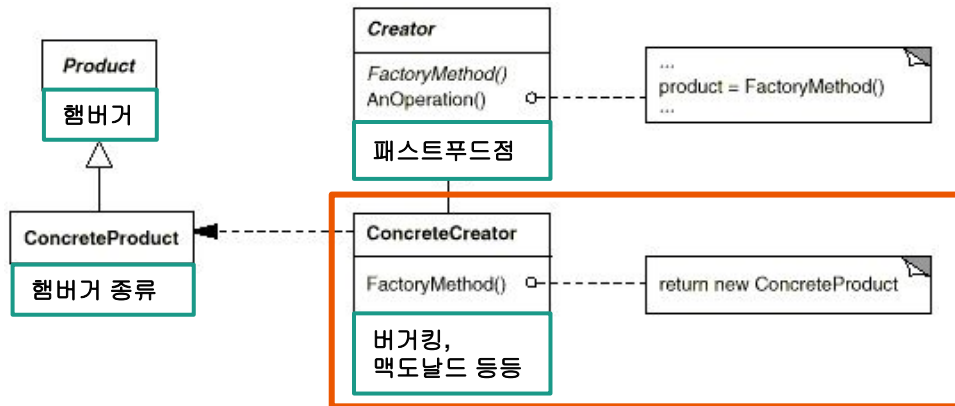 Product
햄버거
ConcreteProduct
햄버거 종류
Creator
FactoryMethod()
AnOperation()
패스트푸드점
...
product = FactoryMethod()
...
ConcreteCreator
FactoryMethod()
버거킹,
맥도날드 등등
return new ConcreteProduct